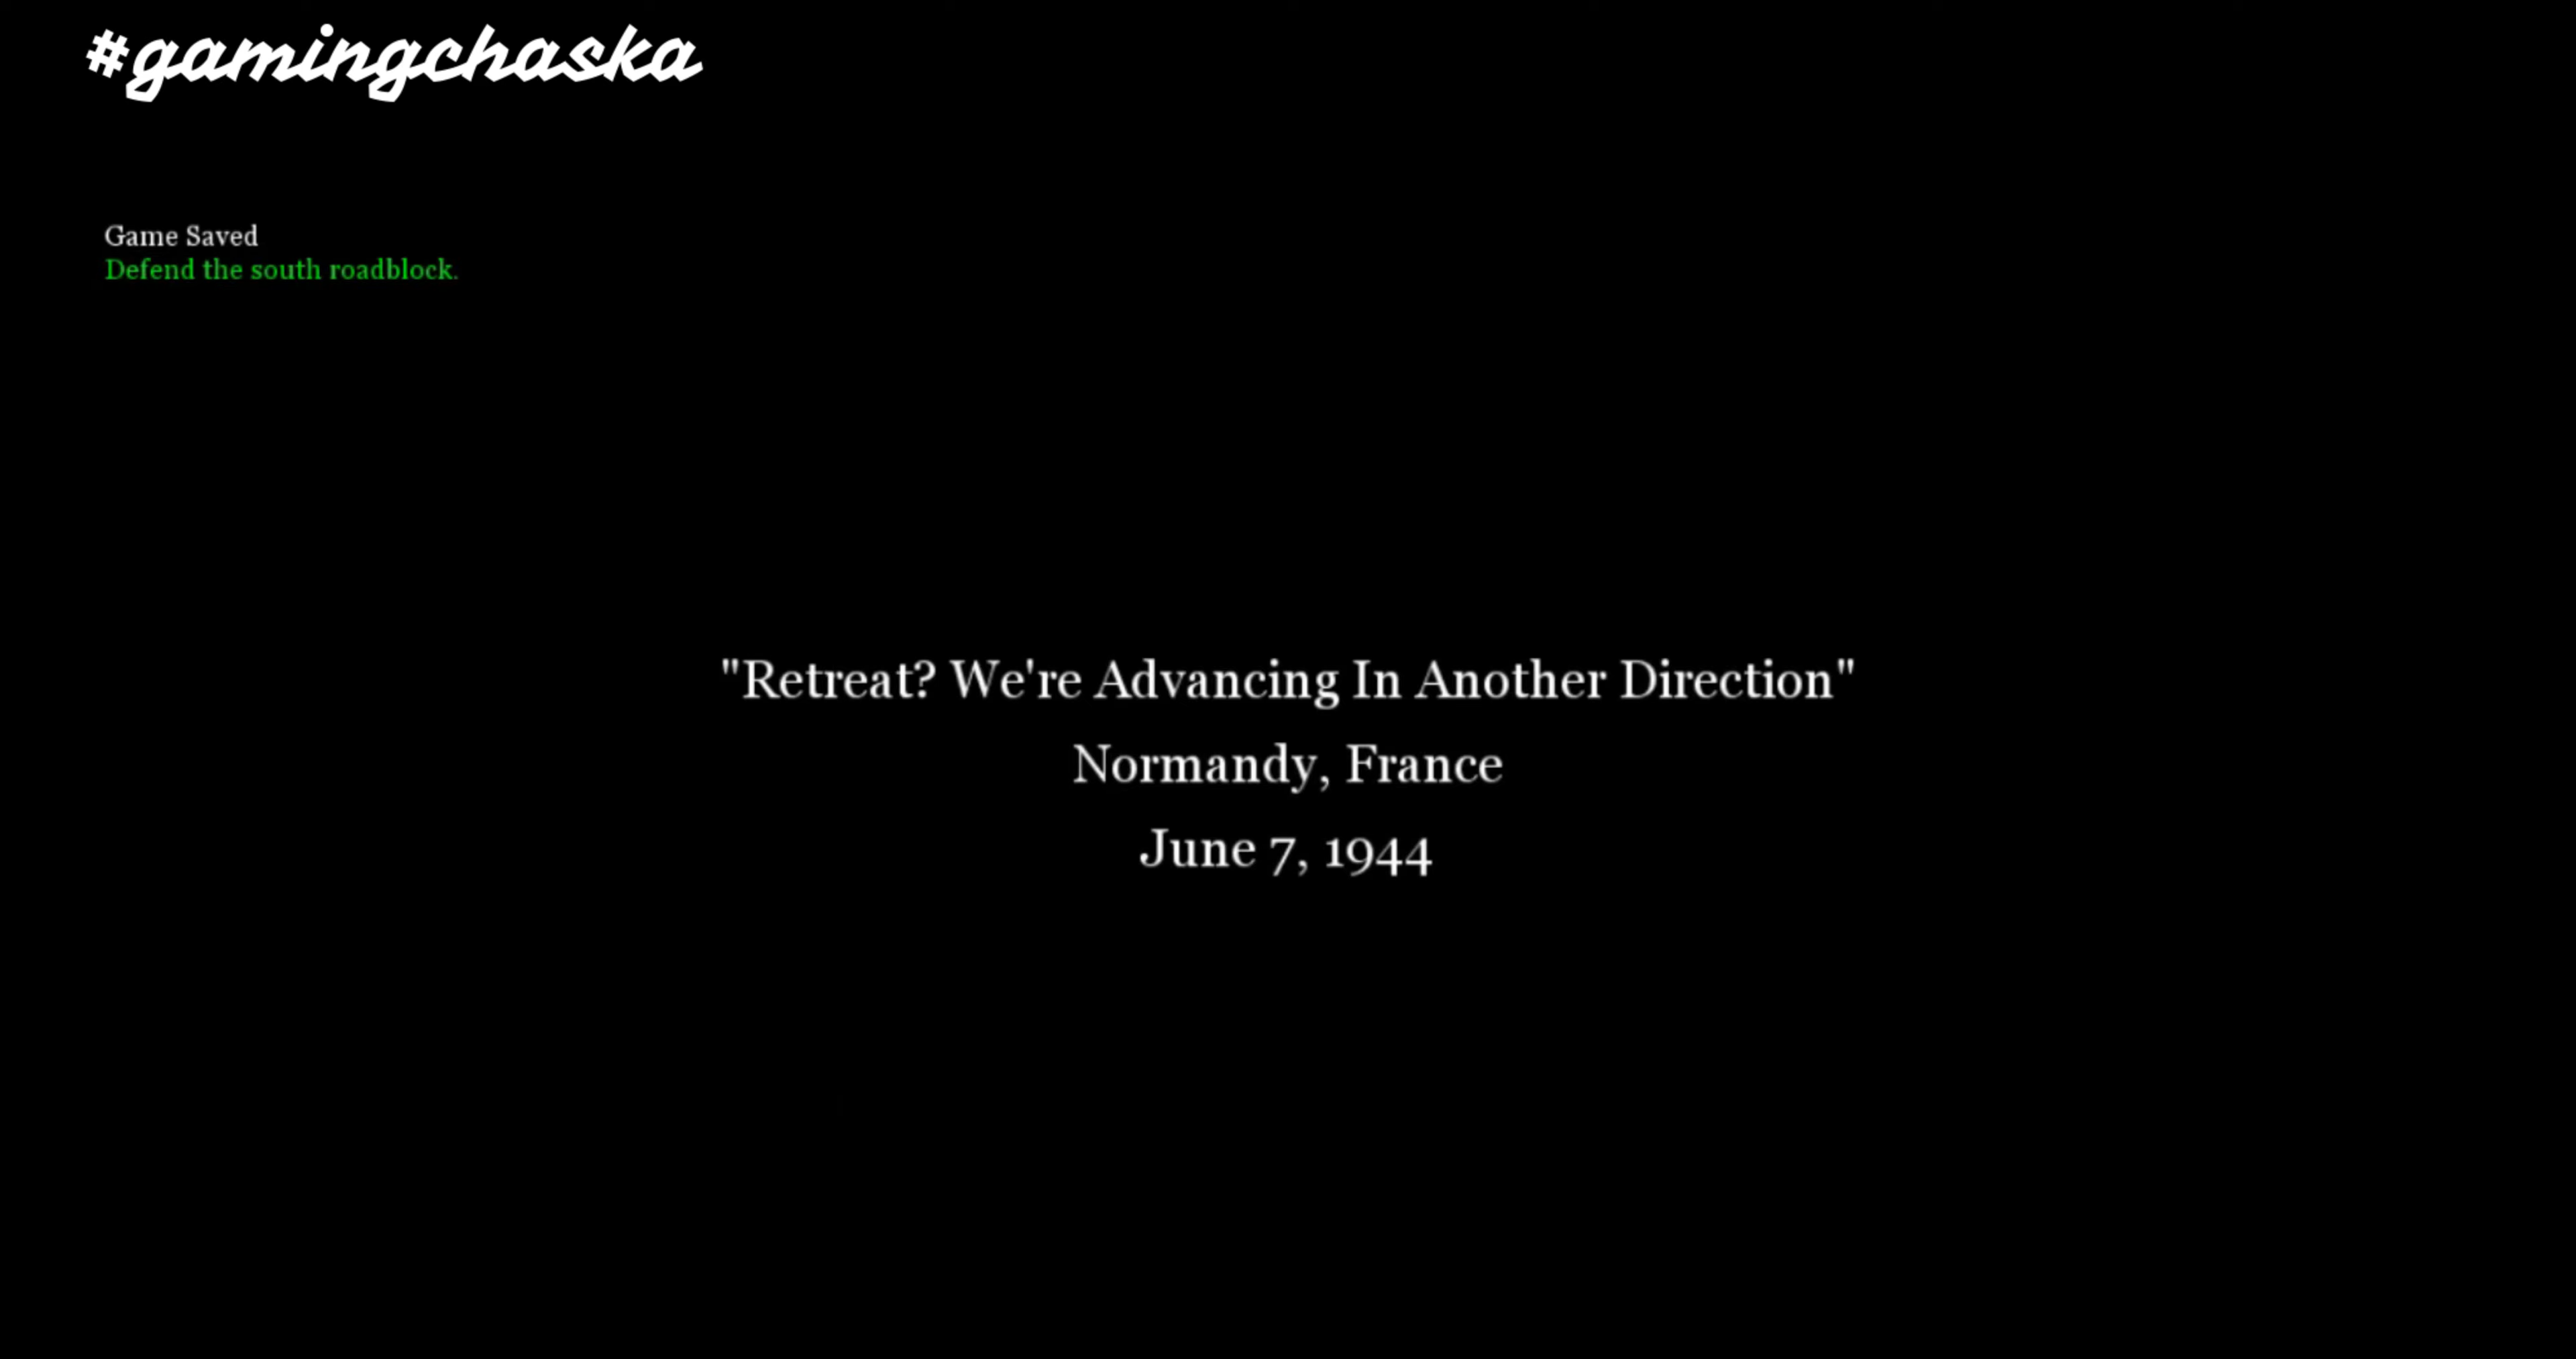 #gamingchaska
Game Saved
Defend the south roadblock.
"Retreat? We're Advancing In Another Direction"
Normandy, France
June 7, 1944